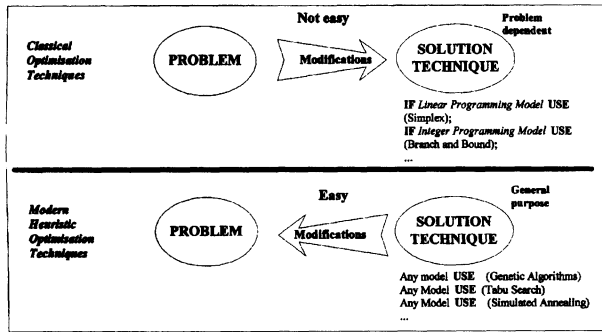 Not easy
Problem
dependent
Classical
Optimisation
Techniques
PROBLEM
Modifications
SOLUTION
TECHNIQUE
IF Linear Programming Model USE
(Simplex);
IF Integer Programming Model USE
(Branch and Bound);
...
Easy
General
purpose
Modern
Heuristic
Optimisation
Techniques
PROBLEM
Modifications
SOLUTION
TECHNIQUE
Any model USE (Genetic Algorithms)
Any Model USE (Tabu Search)
Any Model USE (Simulated Annealing)
...